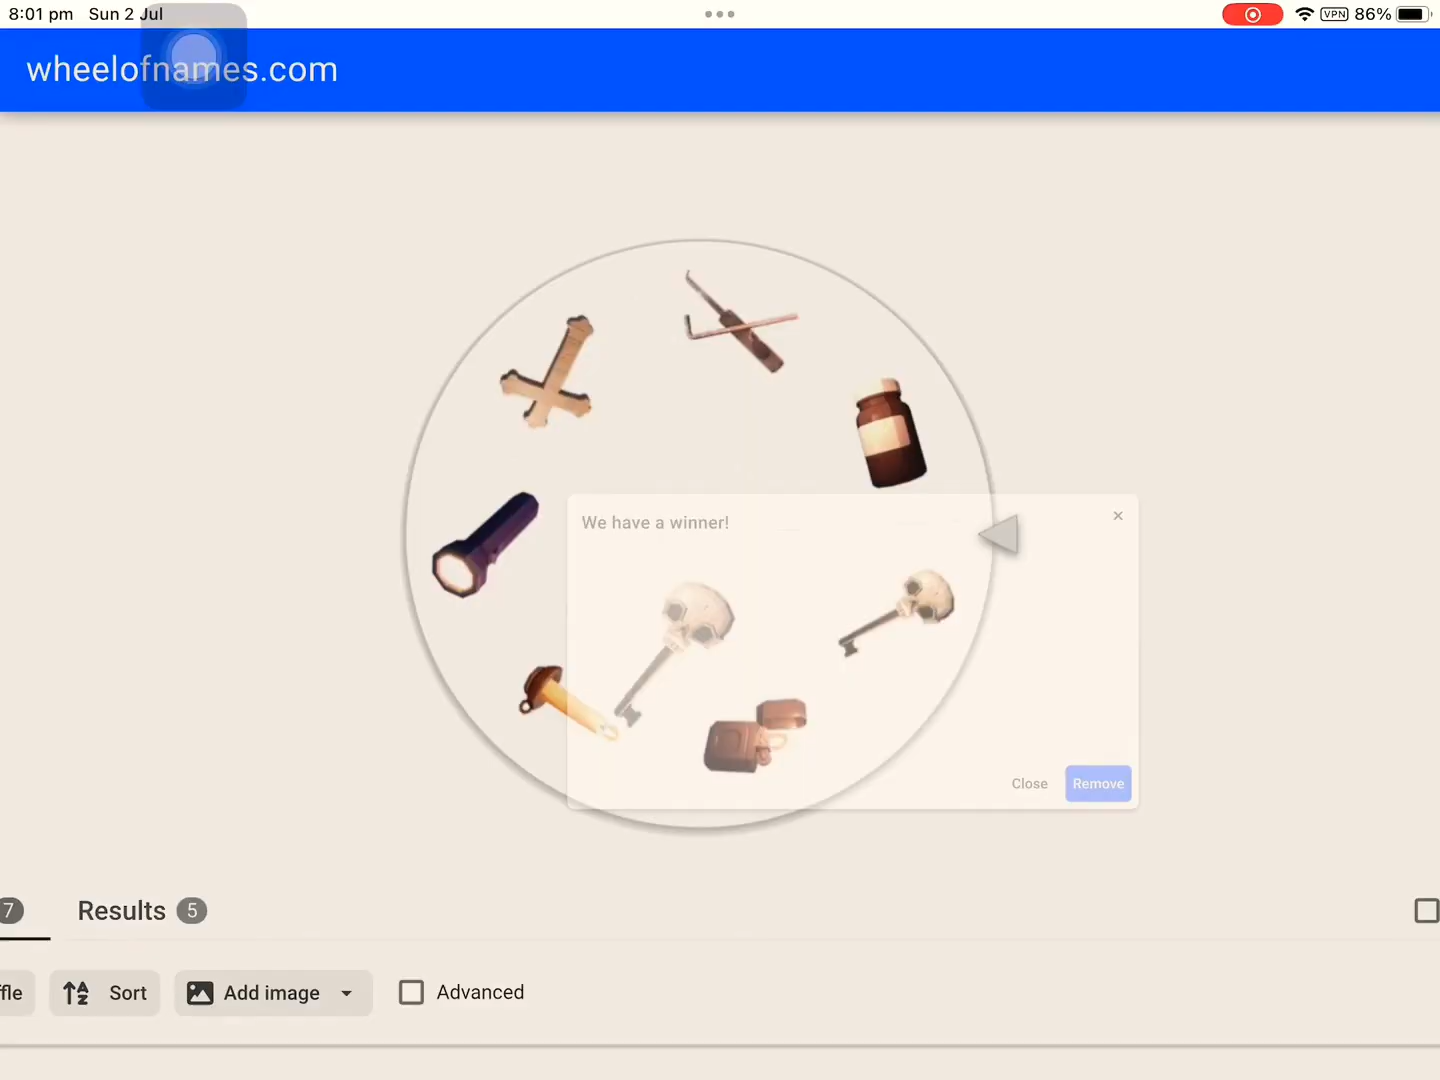 8:01 pm Sun 2 Jul
VPN 86%
wheelofnames.com
We have a winner!
Close Remove
7 Results 5
ffle Sort Add image Advanced